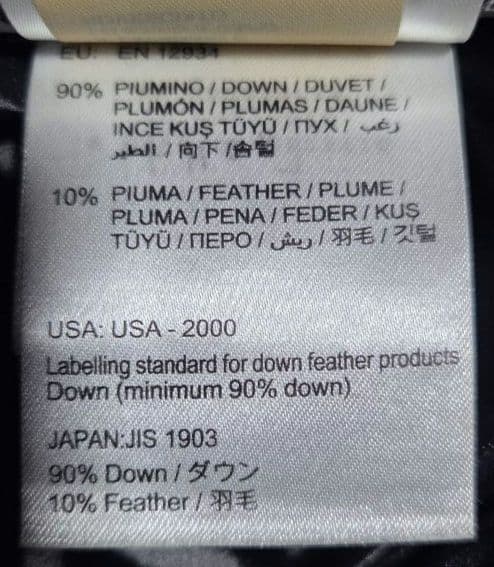 EU: EN 12934
90% PIUMINO / DOWN / DUVET /
PLUMÓN / PLUMAS / DAUNE /
INCE KUŞ TÜYÜ / ПУХ / زغب
الطير / 向下 / 솜털
10% PIUMA / FEATHER / PLUME /
PLUMA / PENA / FEDER / KUŞ
TÜYÜ / ПЕРО / ريش / 羽毛 / 깃털
USA: USA - 2000
Labelling standard for down feather products
Down (minimum 90% down)
JAPAN:JIS 1903
90% Down / ダウン
10% Feather / 羽毛